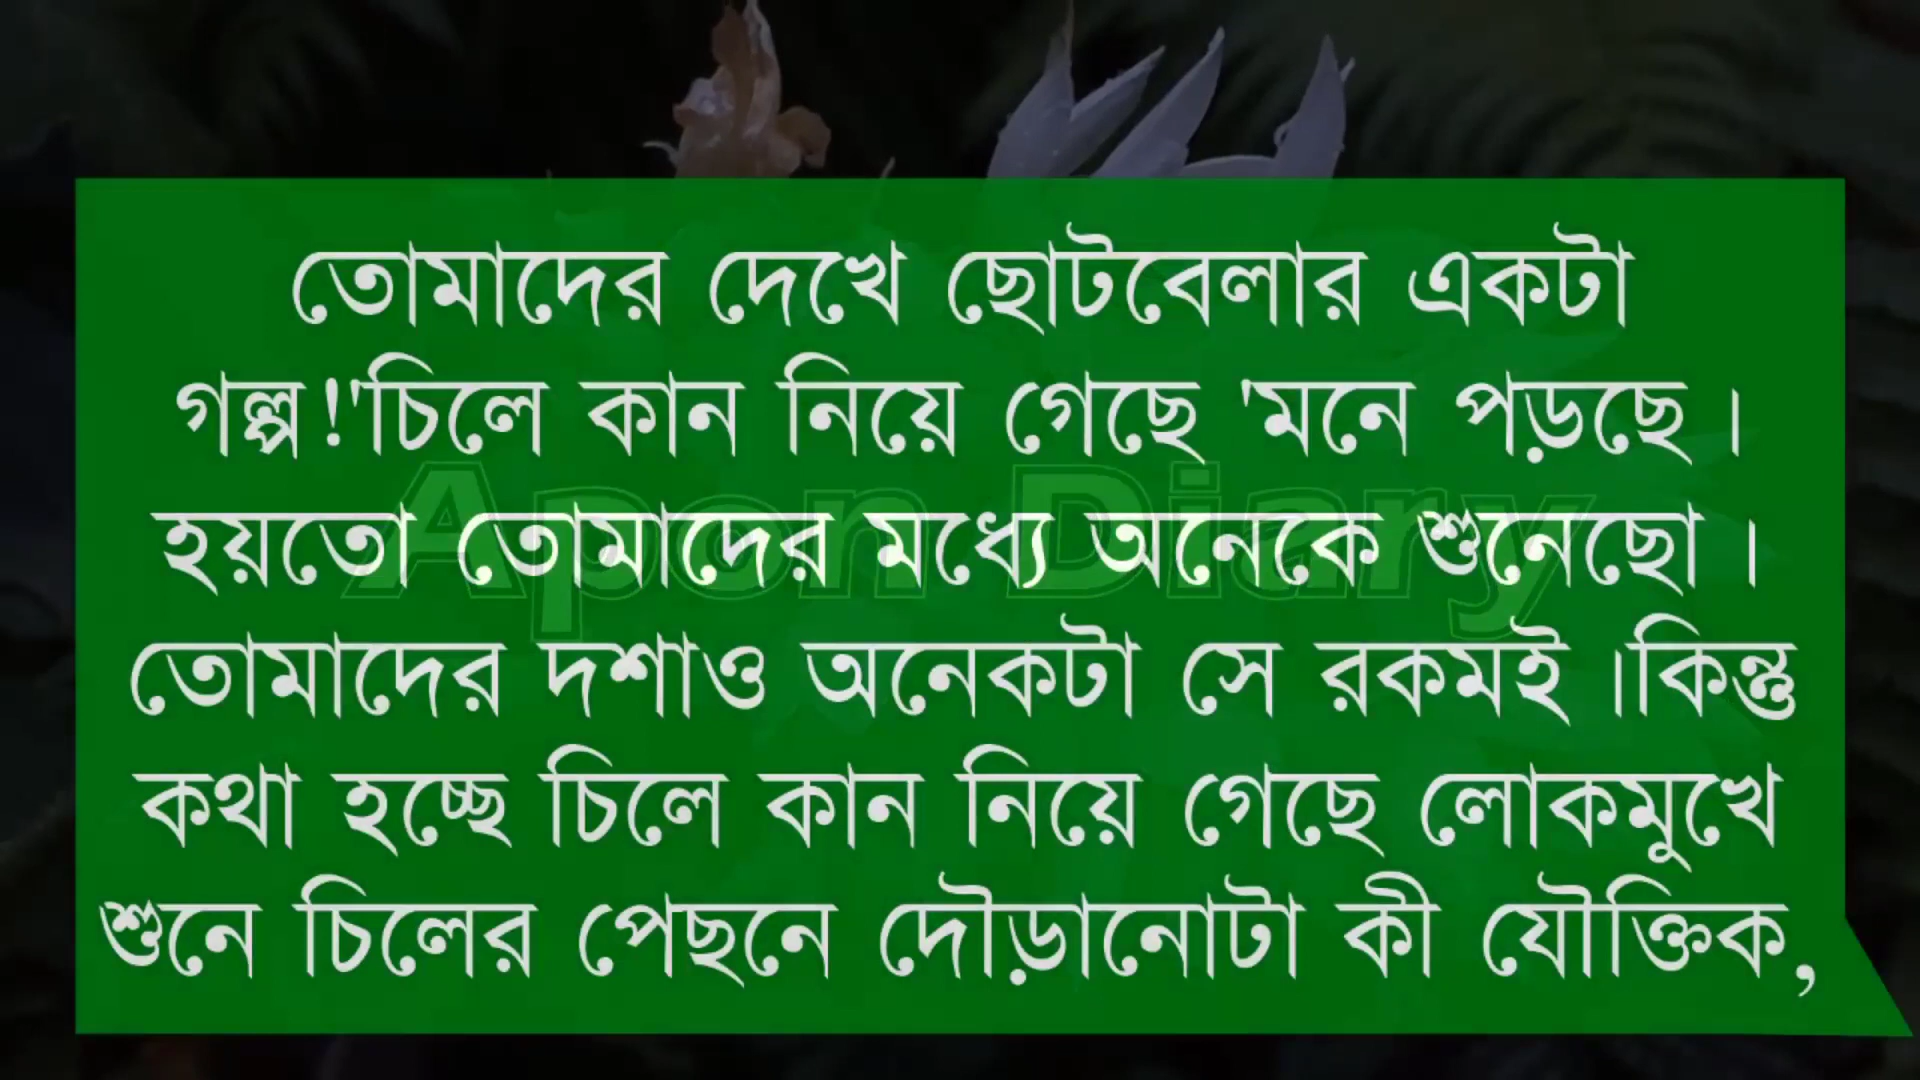 তোমাদের দেখে ছোটবেলার একটা
গল্প!'চিলে কান নিয়ে গেছে 'মনে পড়ছে।
হয়তো তোমাদের মধ্যে অনেকে শুনেছো।
তোমাদের দশাও অনেকটা সে রকমই।কিন্তু
কথা হচ্ছে চিলে কান নিয়ে গেছে লোকমুখে
শুনে চিলের পেছনে দৌড়ানোটা কী যৌক্তিক,
Apon Diary